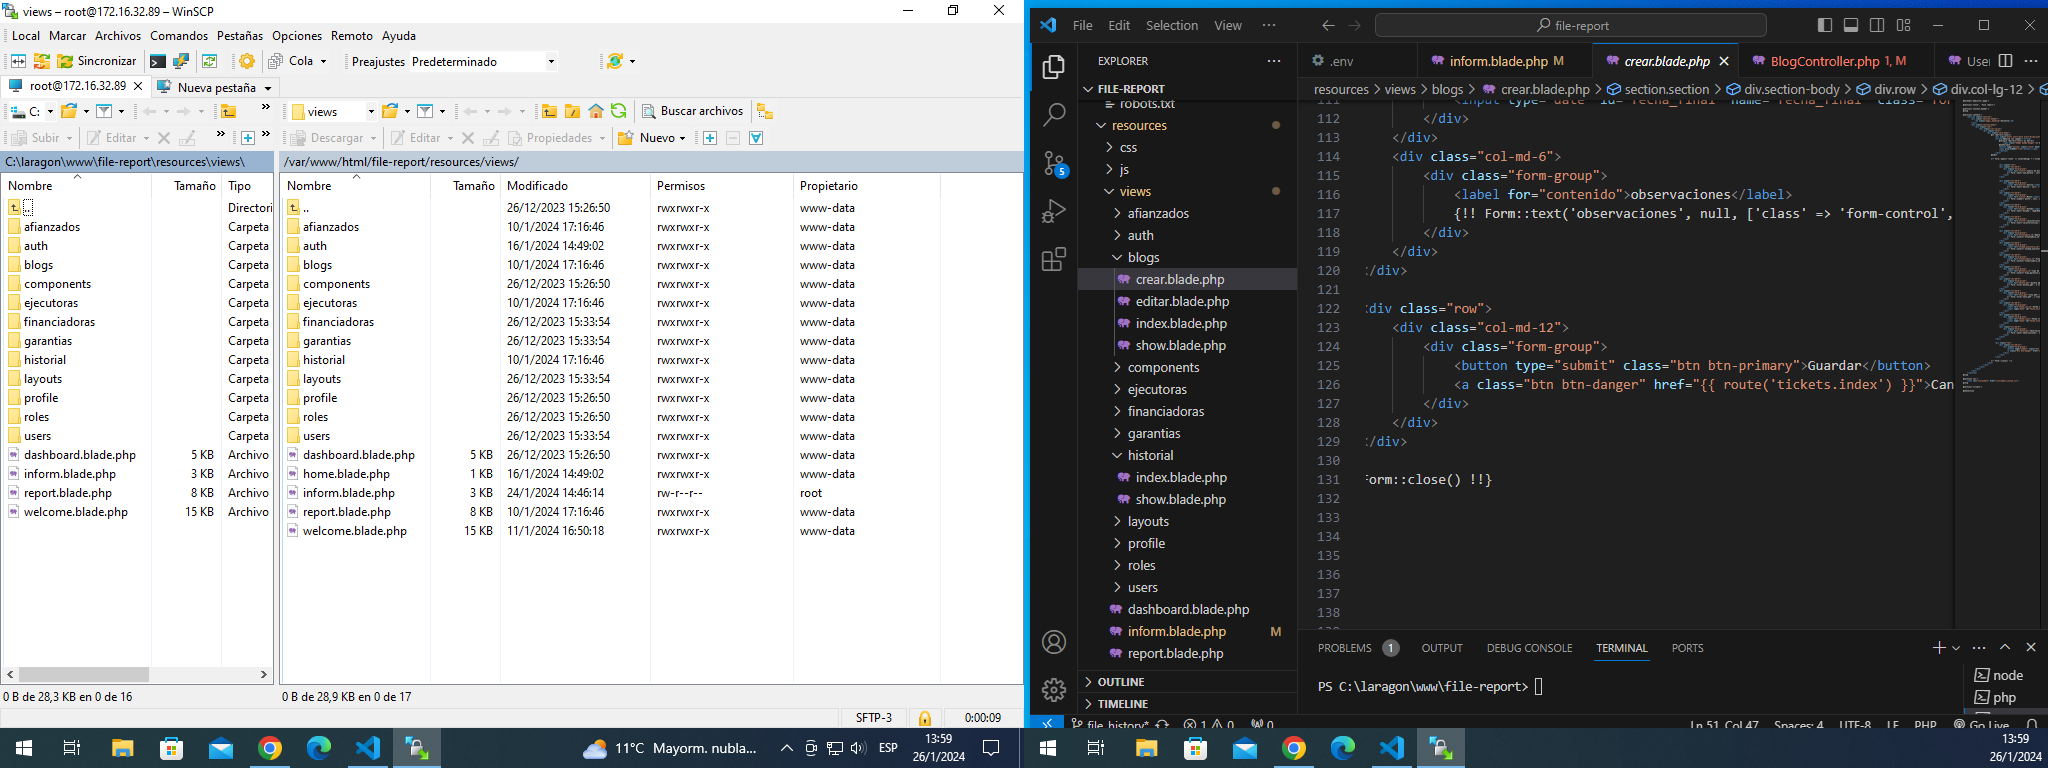 views – root@172.16.32.89 – WinSCP
Local Marcar Archivos Comandos Pestañas Opciones Remoto Ayuda
Sincronizar Cola Preajustes Predeterminado
root@172.16.32.89 Nueva pestaña
C: views Buscar archivos
Subir Editar Descargar Editar Propiedades Nuevo
C:\laragon\www\file-report\resources\views\
Nombre Tamaño Tipo
.. Directori
afianzados Carpeta
auth Carpeta
blogs Carpeta
components Carpeta
ejecutoras Carpeta
financiadoras Carpeta
garantias Carpeta
historial Carpeta
layouts Carpeta
profile Carpeta
roles Carpeta
users Carpeta
dashboard.blade.php 5 KB Archivo
inform.blade.php 3 KB Archivo
report.blade.php 8 KB Archivo
welcome.blade.php 15 KB Archivo
0 B de 28,3 KB en 0 de 16
/var/www/html/file-report/resources/views/
Nombre Tamaño Modificado Permisos Propietario
.. 26/12/2023 15:26:50 rwxrwxr-x www-data
afianzados 10/1/2024 17:16:46 rwxrwxr-x www-data
auth 16/1/2024 14:49:02 rwxrwxr-x www-data
blogs 10/1/2024 17:16:46 rwxrwxr-x www-data
components 26/12/2023 15:26:50 rwxrwxr-x www-data
ejecutoras 10/1/2024 17:16:46 rwxrwxr-x www-data
financiadoras 26/12/2023 15:33:54 rwxrwxr-x www-data
garantias 26/12/2023 15:33:54 rwxrwxr-x www-data
historial 10/1/2024 17:16:46 rwxrwxr-x www-data
layouts 26/12/2023 15:33:54 rwxrwxr-x www-data
profile 26/12/2023 15:26:50 rwxrwxr-x www-data
roles 26/12/2023 15:26:50 rwxrwxr-x www-data
users 26/12/2023 15:33:54 rwxrwxr-x www-data
dashboard.blade.php 5 KB 26/12/2023 15:26:50 rwxrwxr-x www-data
home.blade.php 1 KB 16/1/2024 14:49:02 rwxrwxr-x www-data
inform.blade.php 3 KB 24/1/2024 14:46:14 rw-r--r-- root
report.blade.php 8 KB 10/1/2024 17:16:46 rwxrwxr-x www-data
welcome.blade.php 15 KB 11/1/2024 16:50:18 rwxrwxr-x www-data
0 B de 28,9 KB en 0 de 17
SFTP-3 0:00:09
11°C Mayorm. nubla... ESP 13:59
26/1/2024
File Edit Selection View ··· file-report
EXPLORER ···
FILE-REPORT
robots.txt
resources
css
js
views
afianzados
auth
blogs
crear.blade.php
editar.blade.php
index.blade.php
show.blade.php
components
ejecutoras
financiadoras
garantias
historial
index.blade.php
show.blade.php
layouts
profile
roles
users
dashboard.blade.php
inform.blade.php M
report.blade.php
OUTLINE
TIMELINE
5
.env inform.blade.php M crear.blade.php BlogController.php 1, M User ···
resources > views > blogs > crear.blade.php > section.section > div.section-body > div.row > div.col-lg-12 >
111 <input type="date" id="fecha_final" name="fecha_final" class="for
112 </div>
113 </div>
114 <div class="col-md-6">
115 <div class="form-group">
116 <label for="contenido">observaciones</label>
117 {!! Form::text('observaciones', null, ['class' => 'form-control',
118 </div>
119 </div>
120 :/div>
121
122 :div class="row">
123 <div class="col-md-12">
124 <div class="form-group">
125 <button type="submit" class="btn btn-primary">Guardar</button>
126 <a class="btn btn-danger" href="{{ route('tickets.index') }}">Can
127 </div>
128 </div>
129 :/div>
130
131 Form::close() !!}
132
133
134
135
136
137
138
PROBLEMS 1 OUTPUT DEBUG CONSOLE TERMINAL PORTS
PS C:\laragon\www\file-report>
node
php
file_history* 1 0 0 Ln 51, Col 47 Spaces: 4 UTF-8 LF PHP Go Live
13:59
26/1/2024